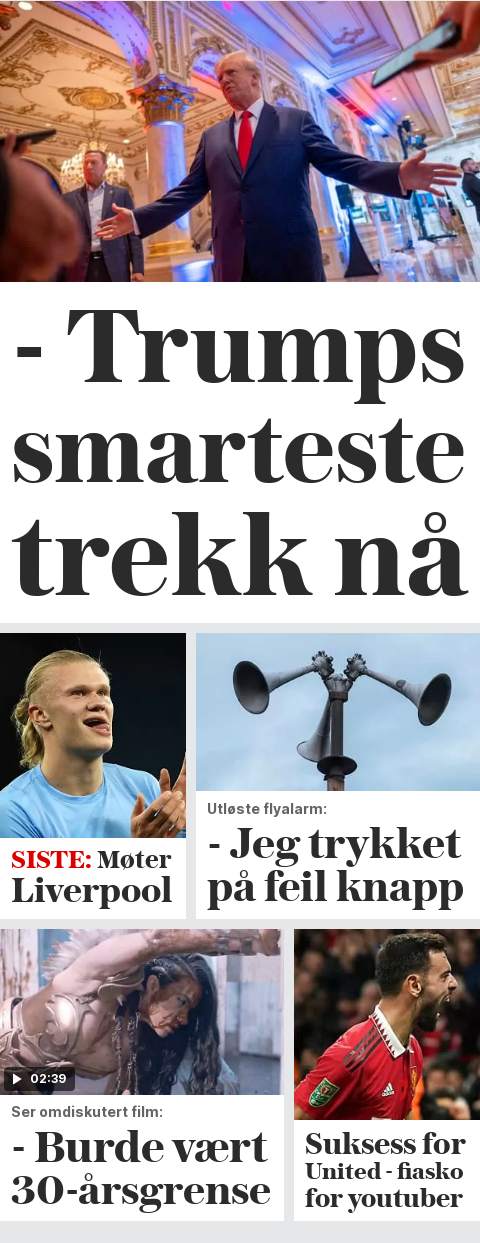 - Trumps
smarteste
trekk nå
SISTE: Møter
Liverpool
Utløste flyalarm:
- Jeg trykket
på feil knapp
02:39
Ser omdiskutert film:
- Burde vært
30-årsgrense
Suksess for
United - fiasko
for youtuber